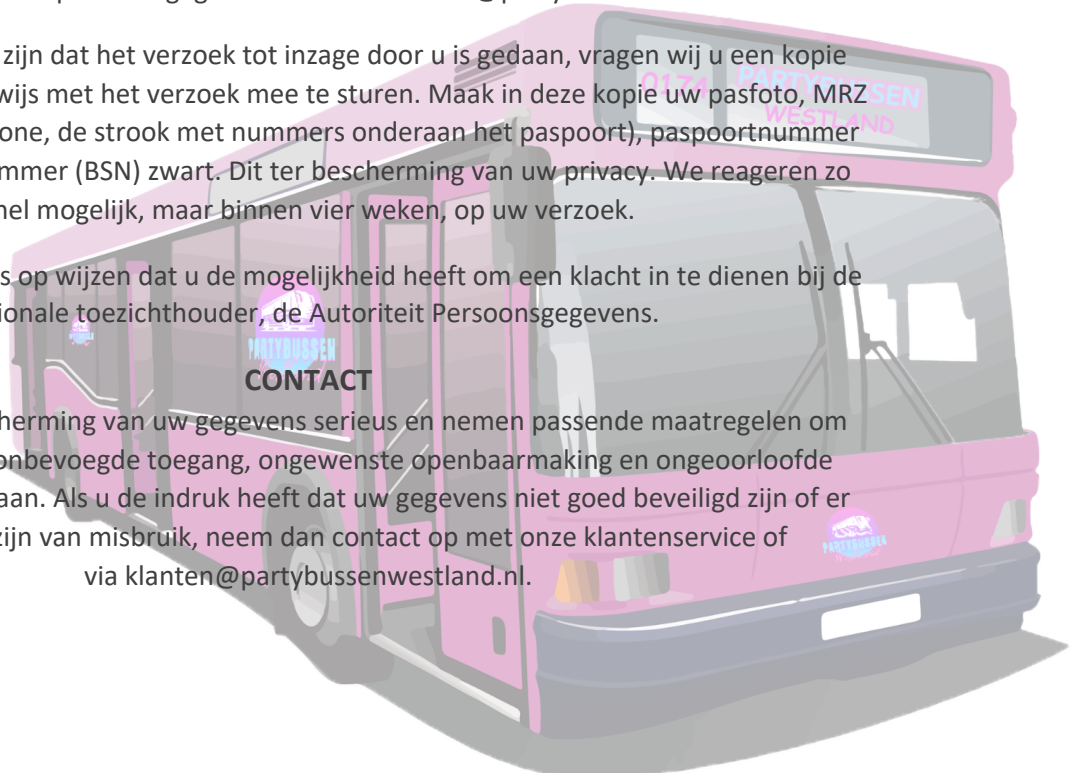 zijn dat het verzoek tot inzage door u is gedaan, vragen wij u een kopie
wijs met het verzoek mee te sturen. Maak in deze kopie uw pasfoto, MRZ
one, de strook met nummers onderaan het paspoort), paspoortnummer
mmer (BSN) zwart. Dit ter bescherming van uw privacy. We reageren zo
nel mogelijk, maar binnen vier weken, op uw verzoek.
s op wijzen dat u de mogelijkheid heeft om een klacht in te dienen bij de
ionale toezichthouder, de Autoriteit Persoonsgegevens.
CONTACT
herming van uw gegevens serieus en nemen passende maatregelen om
onbevoegde toegang, ongewenste openbaarmaking en ongeoorloofde
aan. Als u de indruk heeft dat uw gegevens niet goed beveiligd zijn of er
zijn van misbruik, neem dan contact op met onze klantenservice of
via klanten@partybussenwestland.nl.
0174 PARTYBUSSEN
WESTLAND
PARTYBUSSEN
PARTYBUSSEN